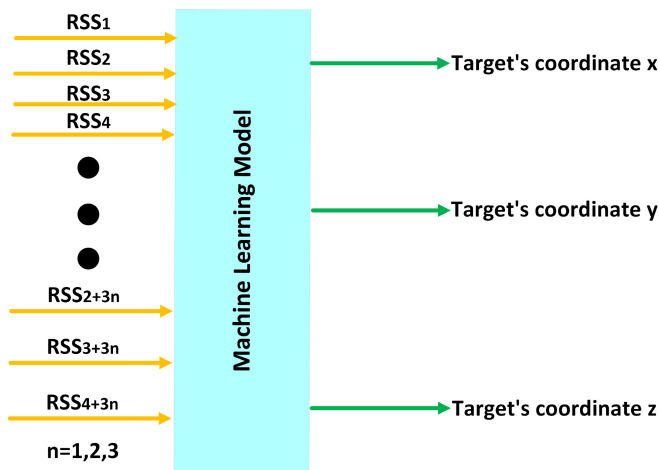 RSS1
RSS2
RSS3
RSS4
RSS2+3n
RSS3+3n
RSS4+3n
n=1,2,3
Machine Learning Model
Target's coordinate x
Target's coordinate y
Target's coordinate z